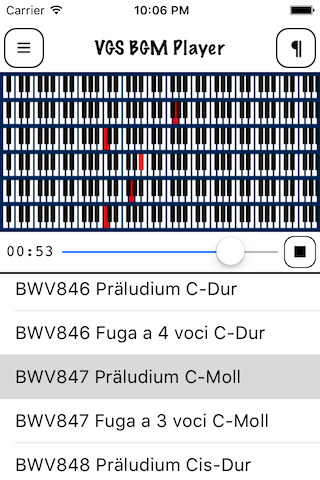 Carrier 10:06 PM
VGS BGM Player ¶
00:53
BWV846 Präludium C-Dur
BWV846 Fuga a 4 voci C-Dur
BWV847 Präludium C-Moll
BWV847 Fuga a 3 voci C-Moll
BWV848 Präludium Cis-Dur